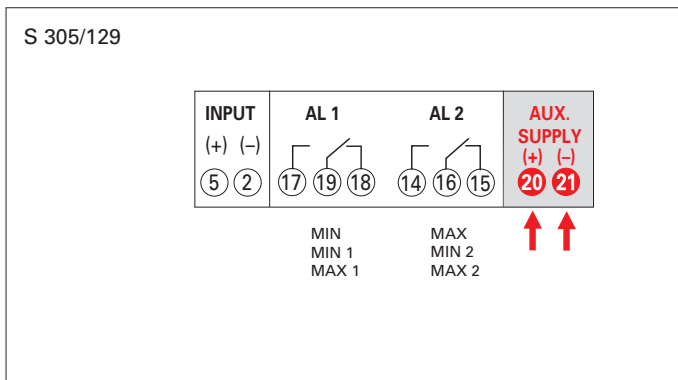 S 305/129
INPUT AL 1 AL 2 AUX.
SUPPLY
(+) (–) (+) (–)
5 2 17 19 18 14 16 15 20 21
MIN MAX
MIN 1 MIN 2
MAX 1 MAX 2